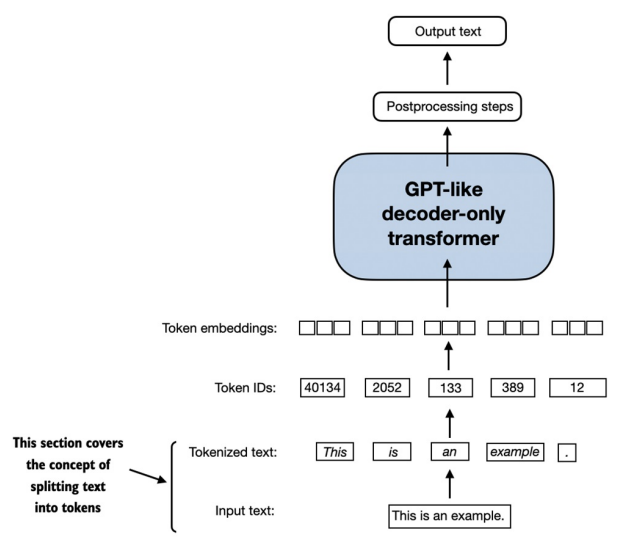 Output text
Postprocessing steps
GPT-like
decoder-only
transformer
Token embeddings:
Token IDs: 40134 2052 133 389 12
This section covers
the concept of
splitting text
into tokens
Tokenized text: This is an example .
Input text: This is an example.